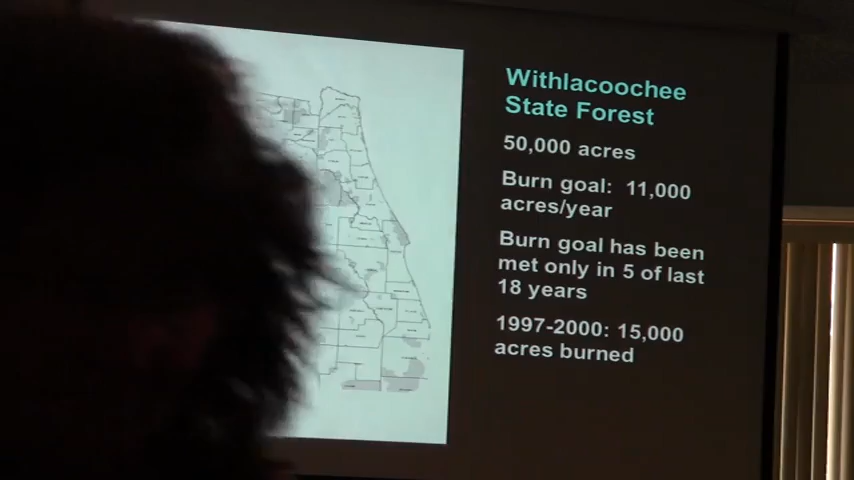 Withlacoochee
State Forest
50,000 acres
Burn goal: 11,000
acres/year
Burn goal has been
met only in 5 of last
18 years
1997-2000: 15,000
acres burned